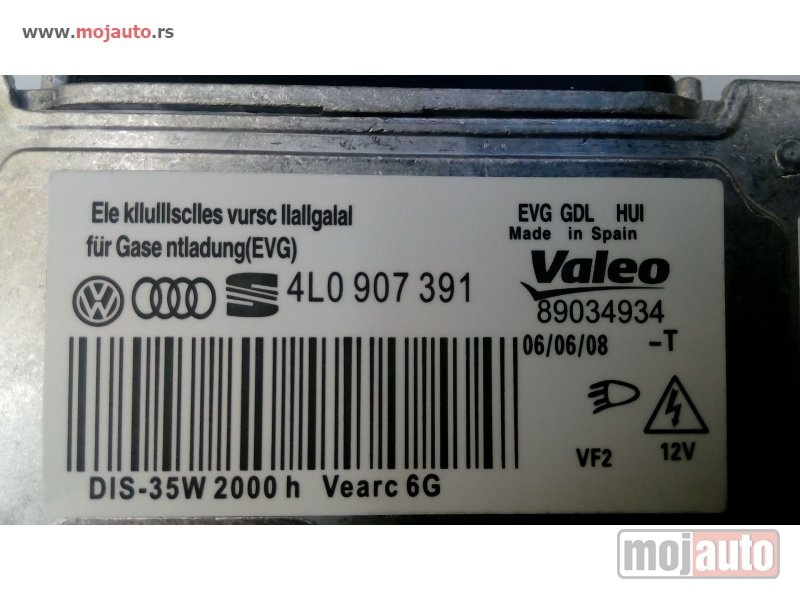 www.mojauto.rs
Ele kllulllsclles vursc llallgalal
für Gase ntladung(EVG)
4L0 907 391
EVG GDL HUI
Made in Spain
Valeo
89034934
06/06/08 -T
VF2
12V
DIS-35W 2000 h Vearc 6G
mojauto